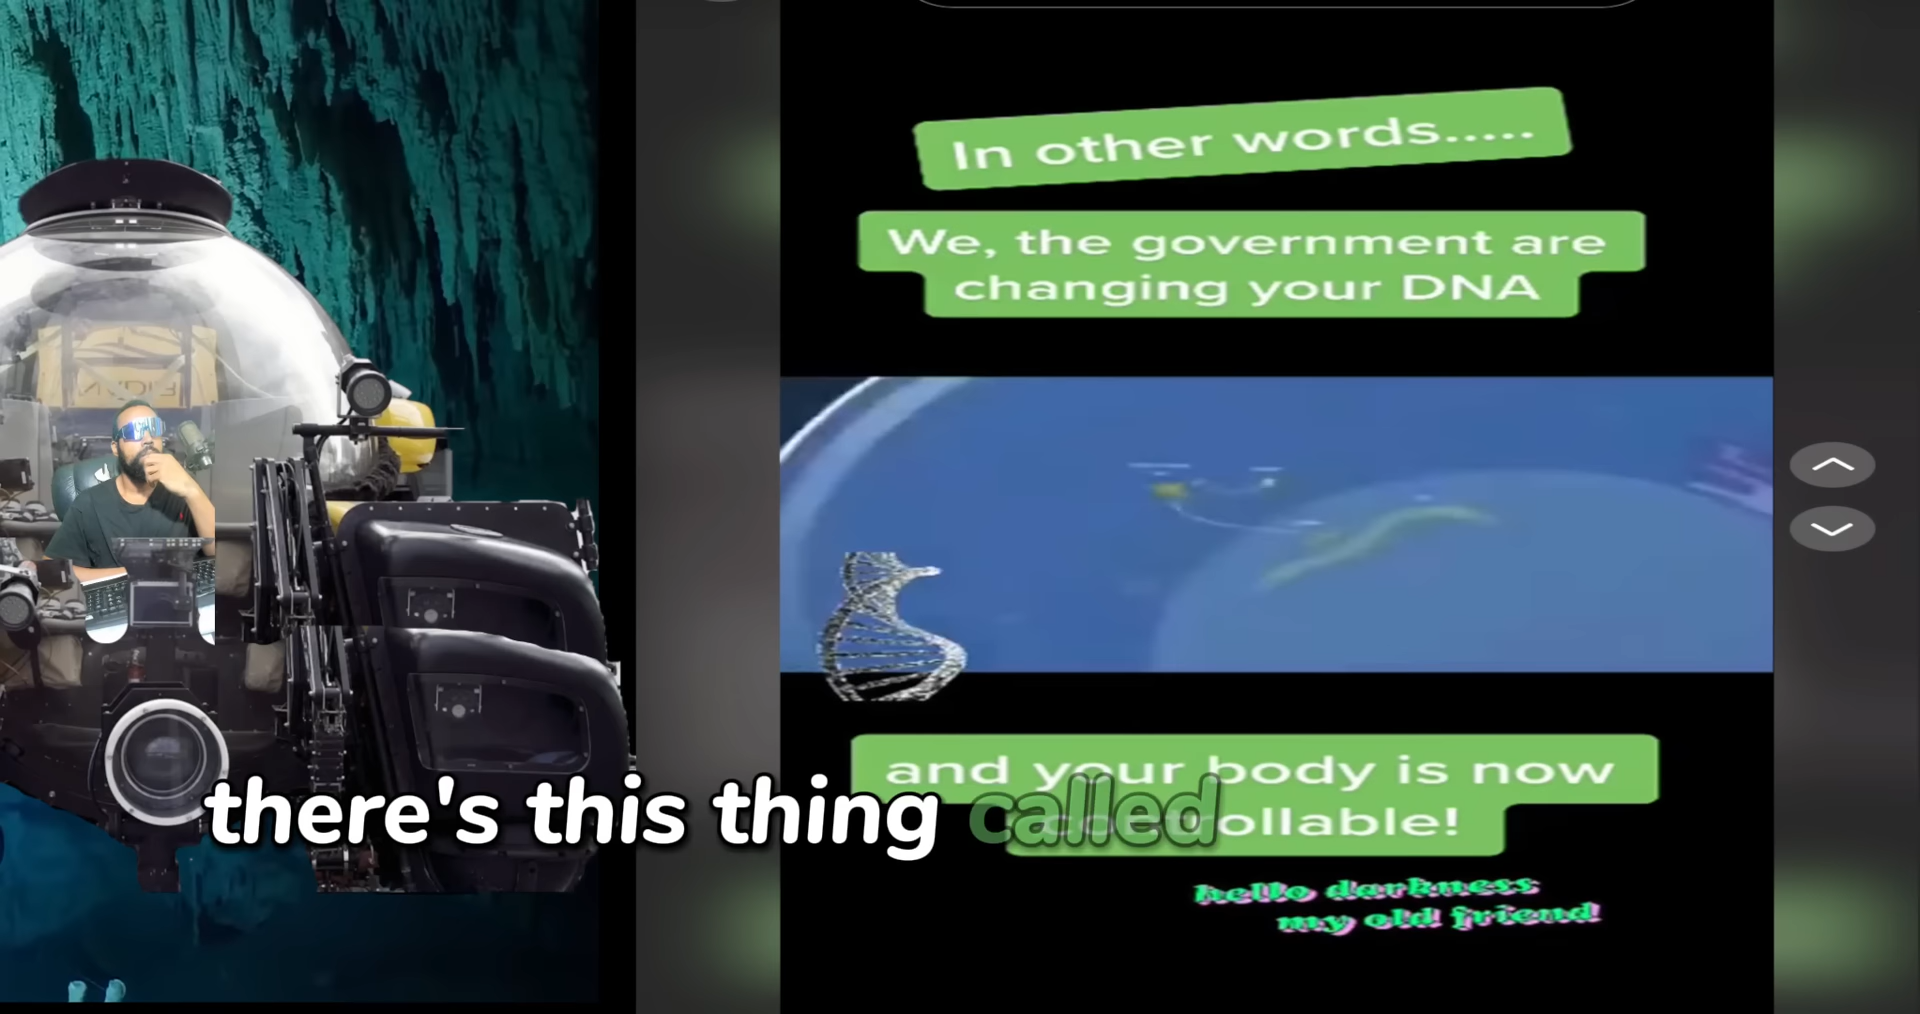 In other words.....
We, the government are
changing your DNA
and your body is now
controllable!
there's this thing called
hello darkness
my old friend